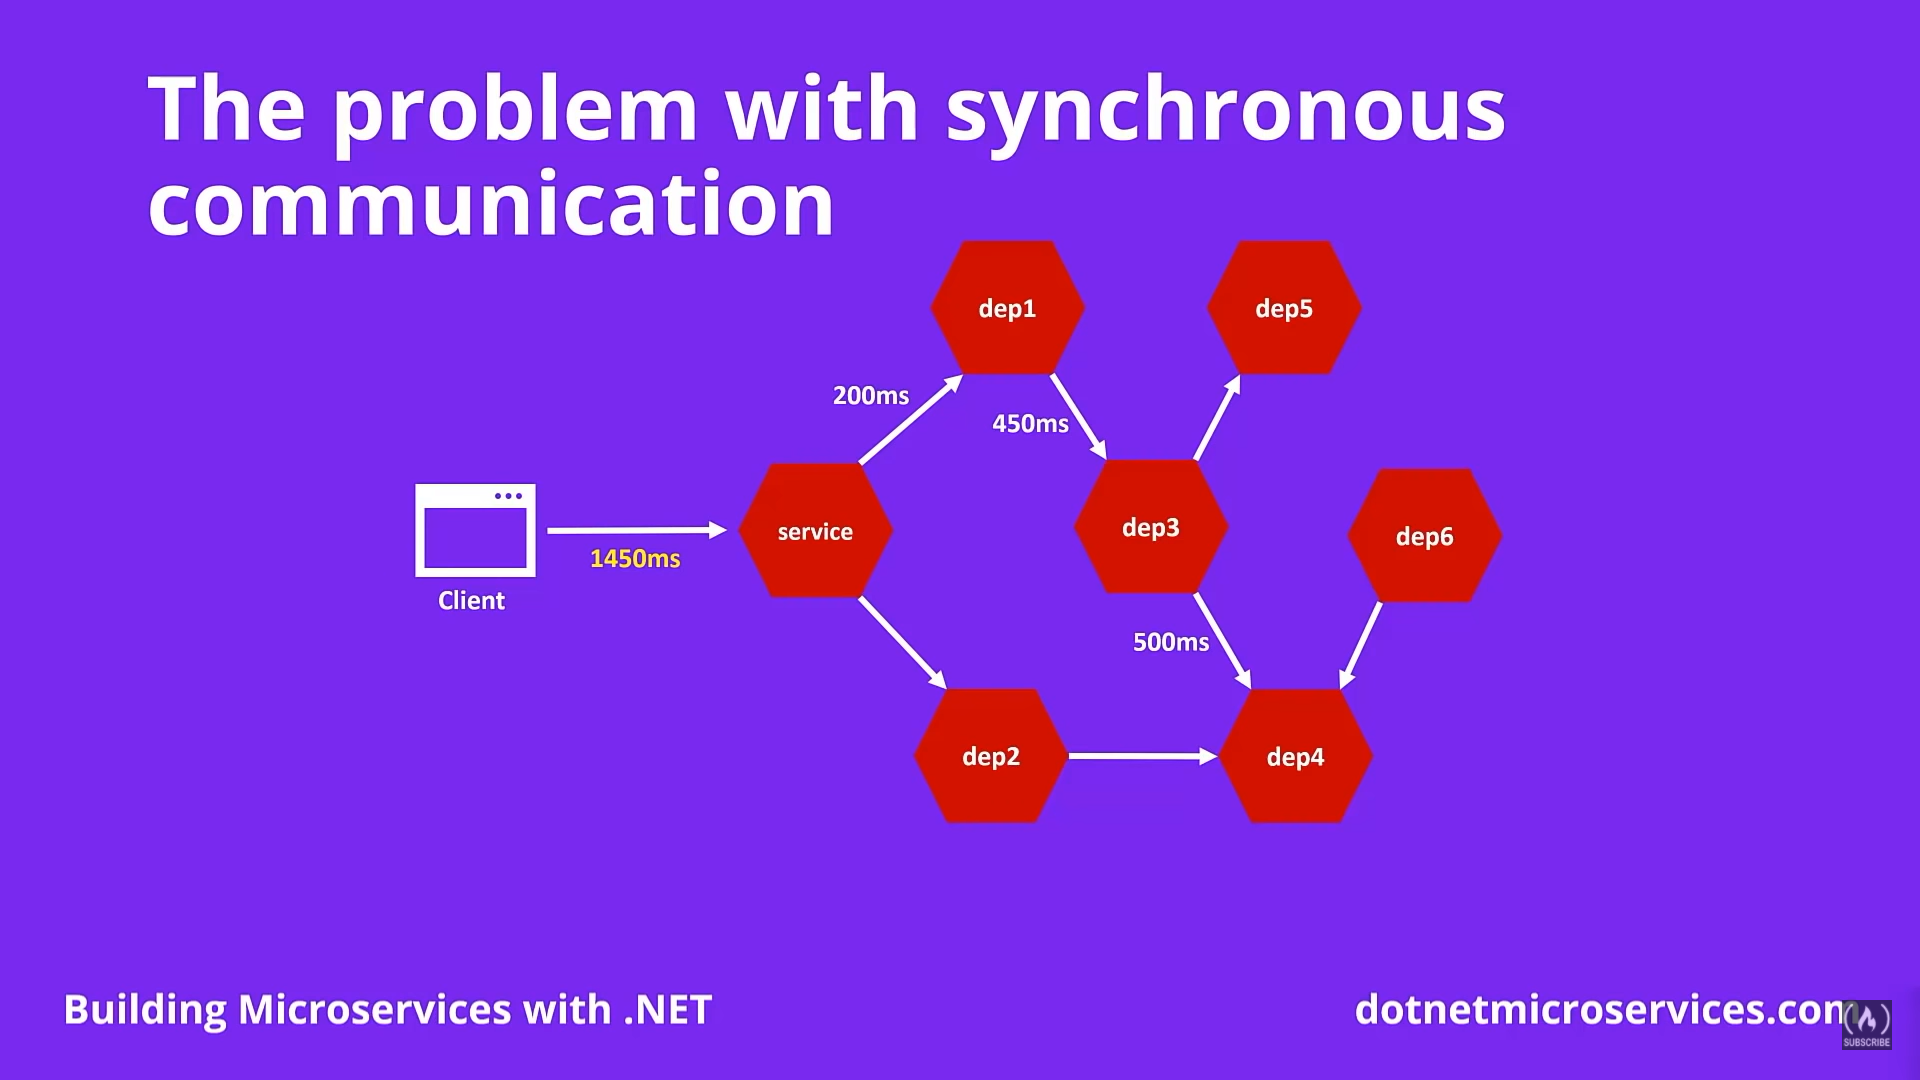 The problem with synchronous
communication
dep1
dep5
200ms
450ms
service
dep3
dep6
1450ms
Client
500ms
dep2
dep4
Building Microservices with .NET
dotnetmicroservices.com
SUBSCRIBE